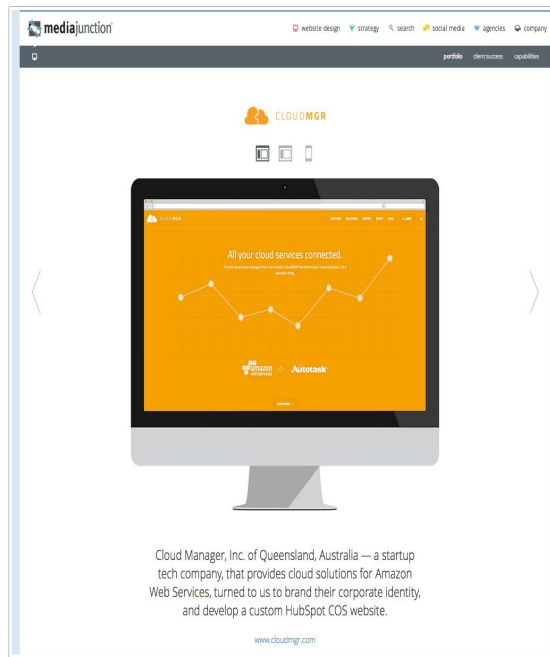 mediajunction®
website design strategy search social media agencies company
portfolio client success capabilities
CLOUDMGR
CLOUDMGR
All your cloud services connected.
beautiful thing.
amazon
web services
Autotask
Cloud Manager, Inc. of Queensland, Australia — a startup
tech company, that provides cloud solutions for Amazon
Web Services, turned to us to brand their corporate identity,
and develop a custom HubSpot COS website.
www.cloudmgr.com